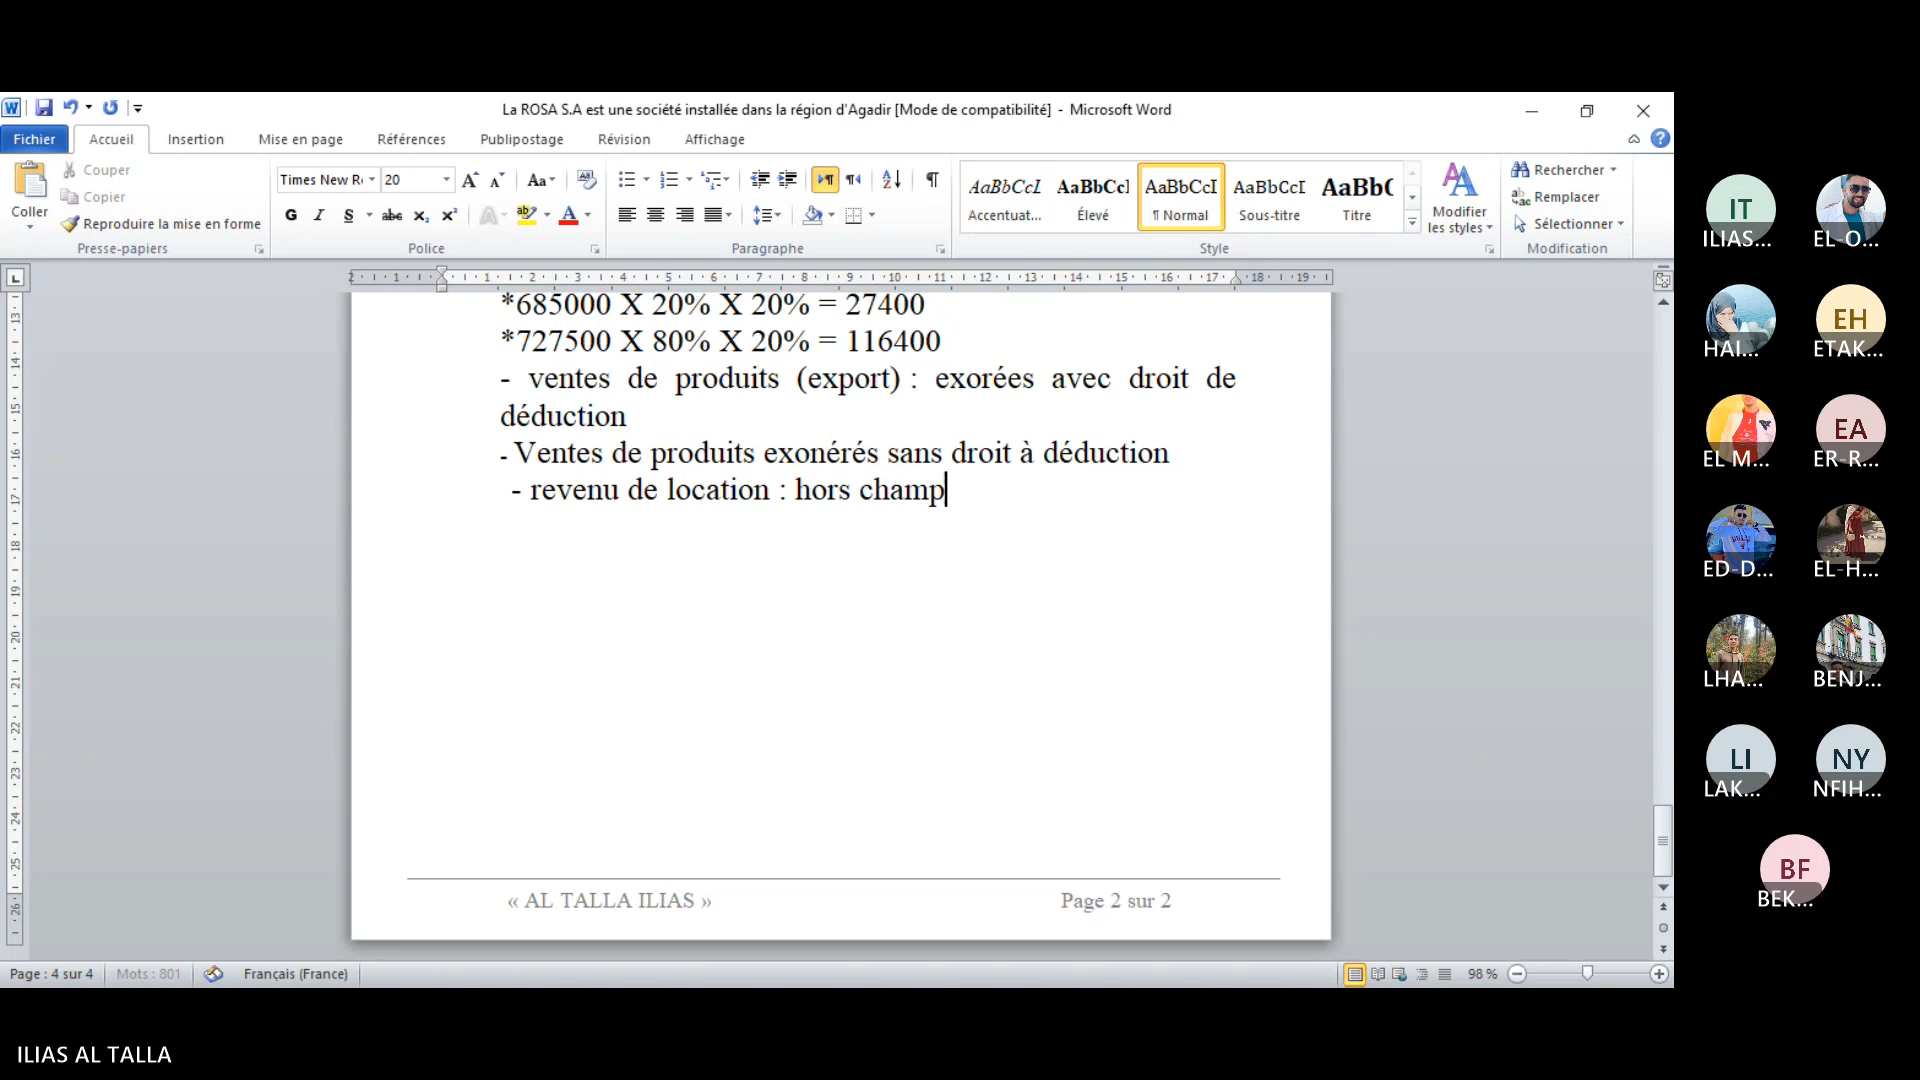 La ROSA S.A est une société installée dans la région d'Agadir [Mode de compatibilité] - Microsoft Word
Fichier Accueil Insertion Mise en page Références Publipostage Révision Affichage
Coller
Couper
Copier
Reproduire la mise en forme
Presse-papiers
Times New R 20
Police
Paragraphe
AaBbCcI AaBbCcI AaBbCcI AaBbCcI AaBbC
Accentuat... Élevé ¶ Normal Sous-titre Titre
Style
Modifier
les styles
Rechercher
Remplacer
Sélectionner
Modification
*685000 X 20% X 20% = 27400
*727500 X 80% X 20% = 116400
- ventes de produits (export) : exorées avec droit de
déduction
- Ventes de produits exonérés sans droit à déduction
- revenu de location : hors champ
« AL TALLA ILIAS » Page 2 sur 2
Page : 4 sur 4 Mots : 801 Français (France) 98 %
IT
ILIAS...
EL-O...
HAI...
EH
ETAK...
EL M...
EA
ER-R...
ED-D...
EL-H...
LHA...
BENJ...
LI
LAK...
NY
NFIH...
BF
BEK...
ILIAS AL TALLA